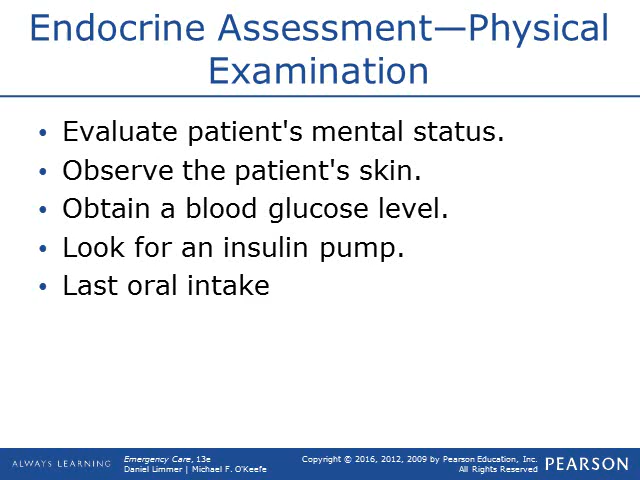 Endocrine Assessment—Physical
Examination
• Evaluate patient's mental status.
• Observe the patient's skin.
• Obtain a blood glucose level.
• Look for an insulin pump.
• Last oral intake
ALWAYS LEARNING
Emergency Care, 13e
Daniel Limmer | Michael F. O'Keefe
Copyright © 2016, 2012, 2009 by Pearson Education, Inc.
All Rights Reserved
PEARSON